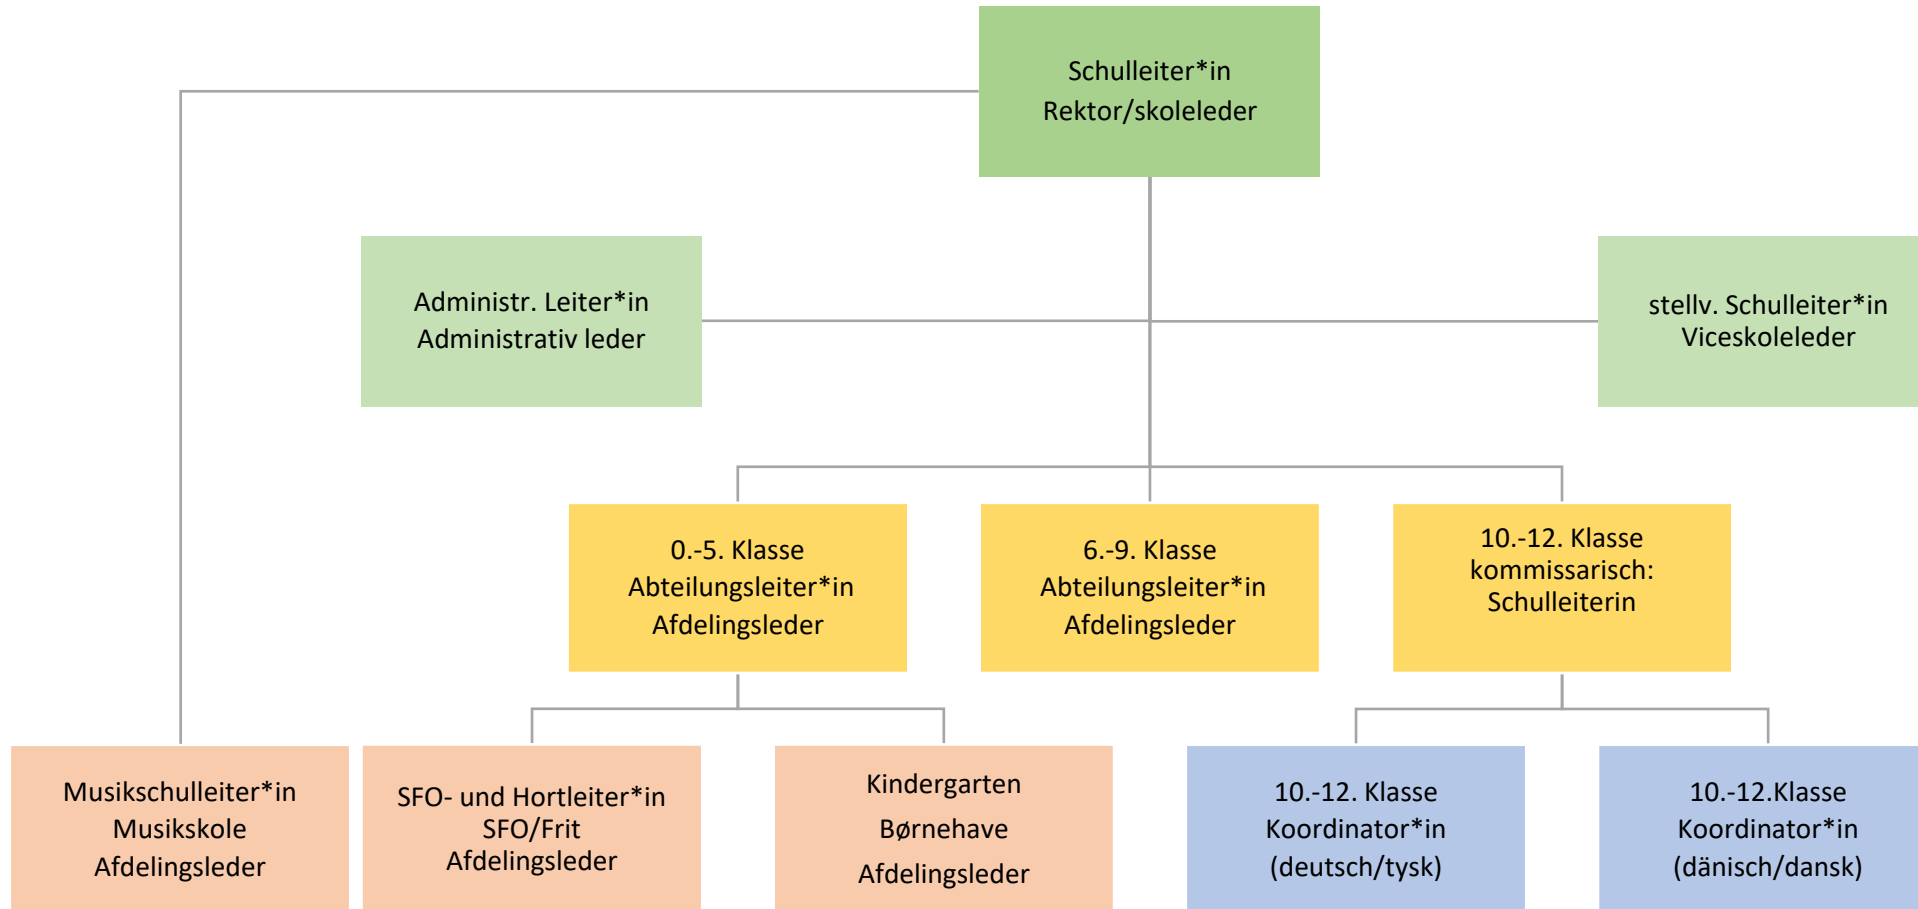 Schulleiter*in
Rektor/skoleleder
Administr. Leiter*in
Administrativ leder
stellv. Schulleiter*in
Viceskoleleder
0.-5. Klasse
Abteilungsleiter*in
Afdelingsleder
6.-9. Klasse
Abteilungsleiter*in
Afdelingsleder
10.-12. Klasse
kommissarisch:
Schulleiterin
Musikschulleiter*in
Musikskole
Afdelingsleder
SFO- und Hortleiter*in
SFO/Frit
Afdelingsleder
Kindergarten
Børnehave
Afdelingsleder
10.-12. Klasse
Koordinator*in
(deutsch/tysk)
10.-12.Klasse
Koordinator*in
(dänisch/dansk)